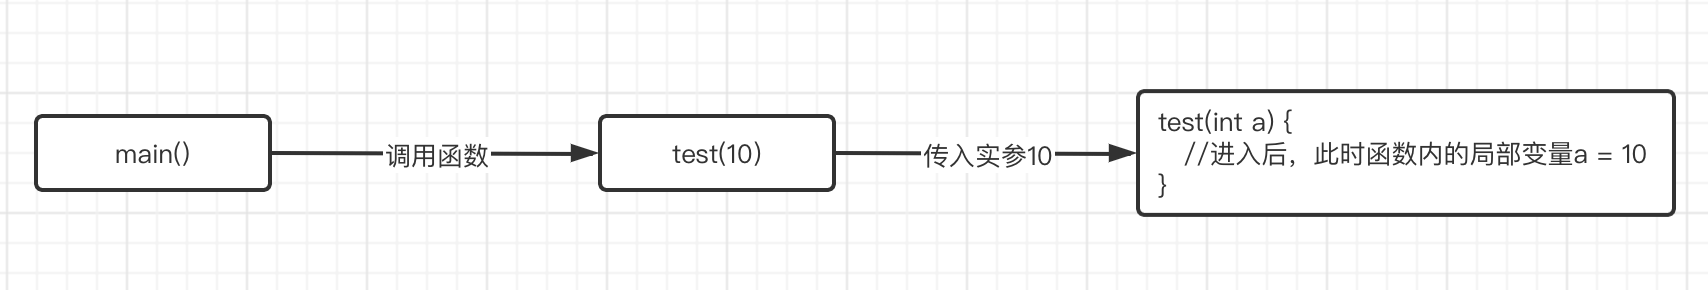 main()
调用函数
test(10)
传入实参10
test(int a) {
//进入后，此时函数内的局部变量a = 10
}